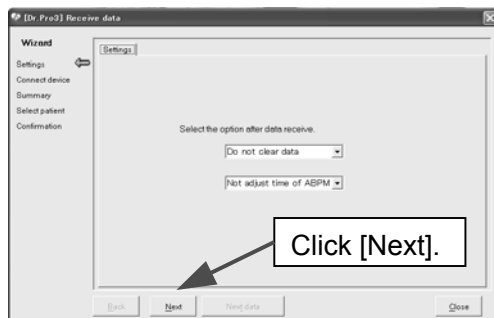 [Dr.Pro3] Receive data
Wizard
Settings
Connect device
Summary
Select patient
Confirmation
Settings
Select the option after data receive.
Do not clear data
Not adjust time of ABPM
Click [Next].
Back
Next
Next data
Close